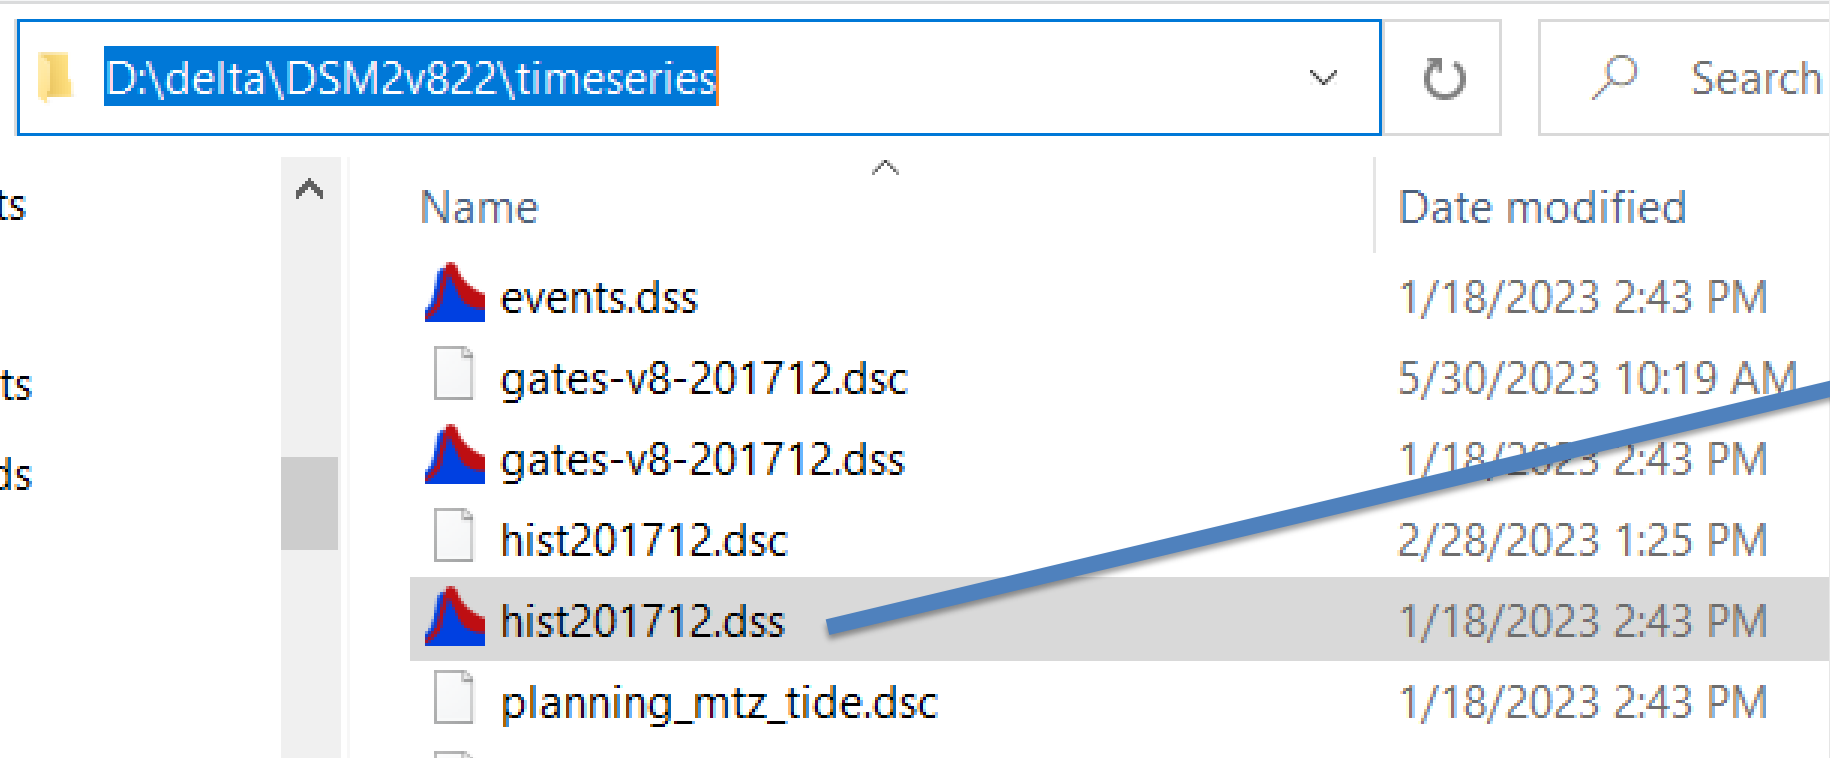 D:\delta\DSM2v822\timeseries Search
ts
Name Date modified
events.dss 1/18/2023 2:43 PM
ts
gates-v8-201712.dsc 5/30/2023 10:19 AM
gates-v8-201712.dss 1/18/2023 2:43 PM
ds
hist201712.dsc 2/28/2023 1:25 PM
hist201712.dss 1/18/2023 2:43 PM
planning_mtz_tide.dsc 1/18/2023 2:43 PM